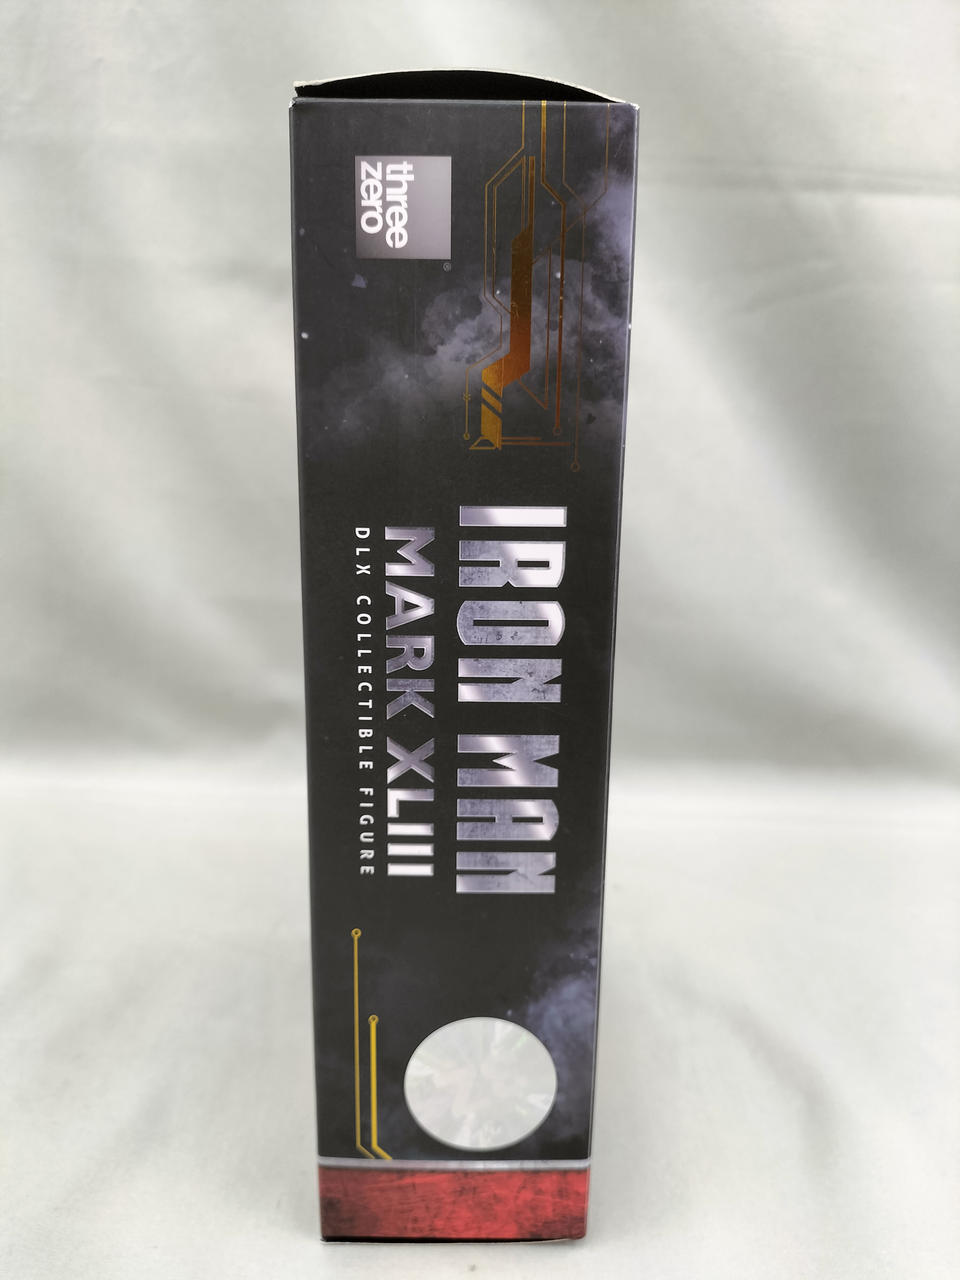 three
zero
®
IRON MAN
MARK XLIII
DLX COLLECTIBLE FIGURE